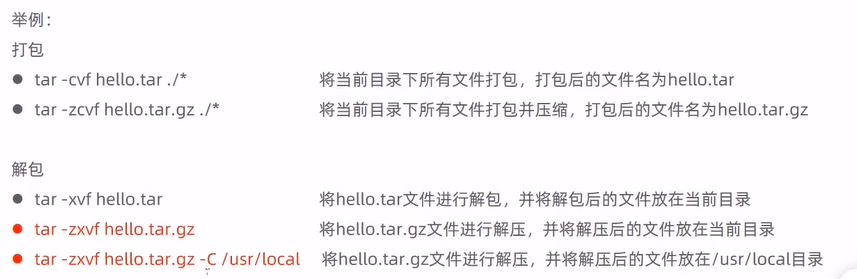 举例：
打包
● tar -cvf hello.tar ./* 将当前目录下所有文件打包，打包后的文件名为hello.tar
● tar -zcvf hello.tar.gz ./* 将当前目录下所有文件打包并压缩，打包后的文件名为hello.tar.gz
解包
● tar -xvf hello.tar 将hello.tar文件进行解包，并将解包后的文件放在当前目录
● tar -zxvf hello.tar.gz 将hello.tar.gz文件进行解压，并将解压后的文件放在当前目录
● tar -zxvf hello.tar.gz -C /usr/local 将hello.tar.gz文件进行解压，并将解压后的文件放在/usr/local目录